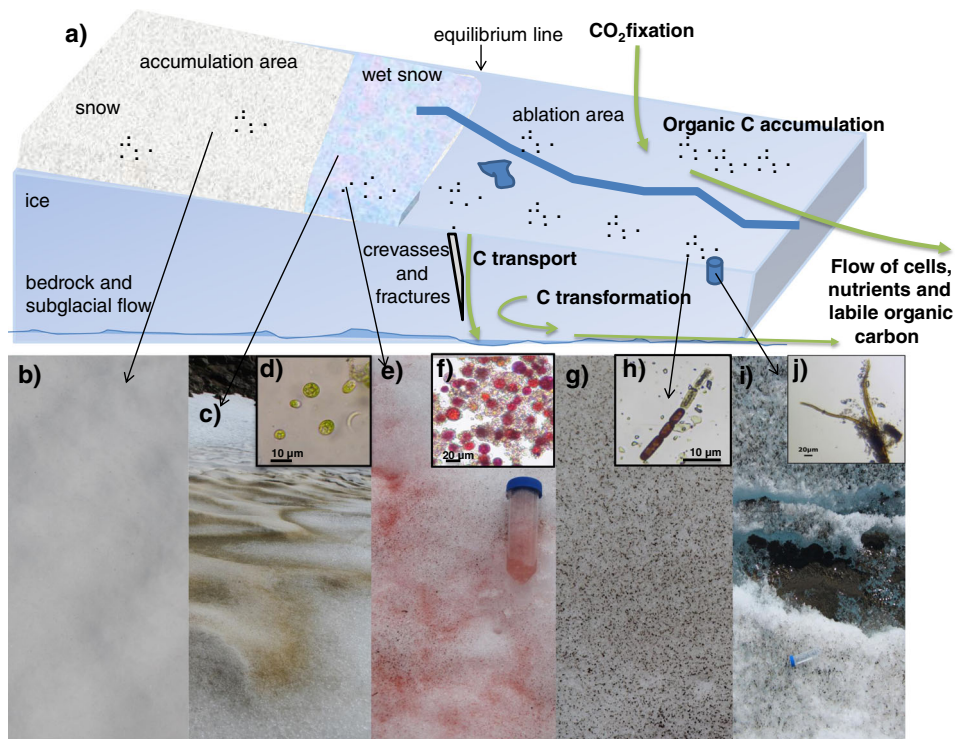 a)
equilibrium line
CO₂fixation
accumulation area
wet snow
snow
ablation area
Organic C accumulation
ice
crevasses
and
fractures
C transport
bedrock and
subglacial flow
C transformation
Flow of cells,
nutrients and
labile organic
carbon
b)
c)
d)
10 µm
e)
f)
20 µm
g)
h)
10 µm
i)
j)
20µm